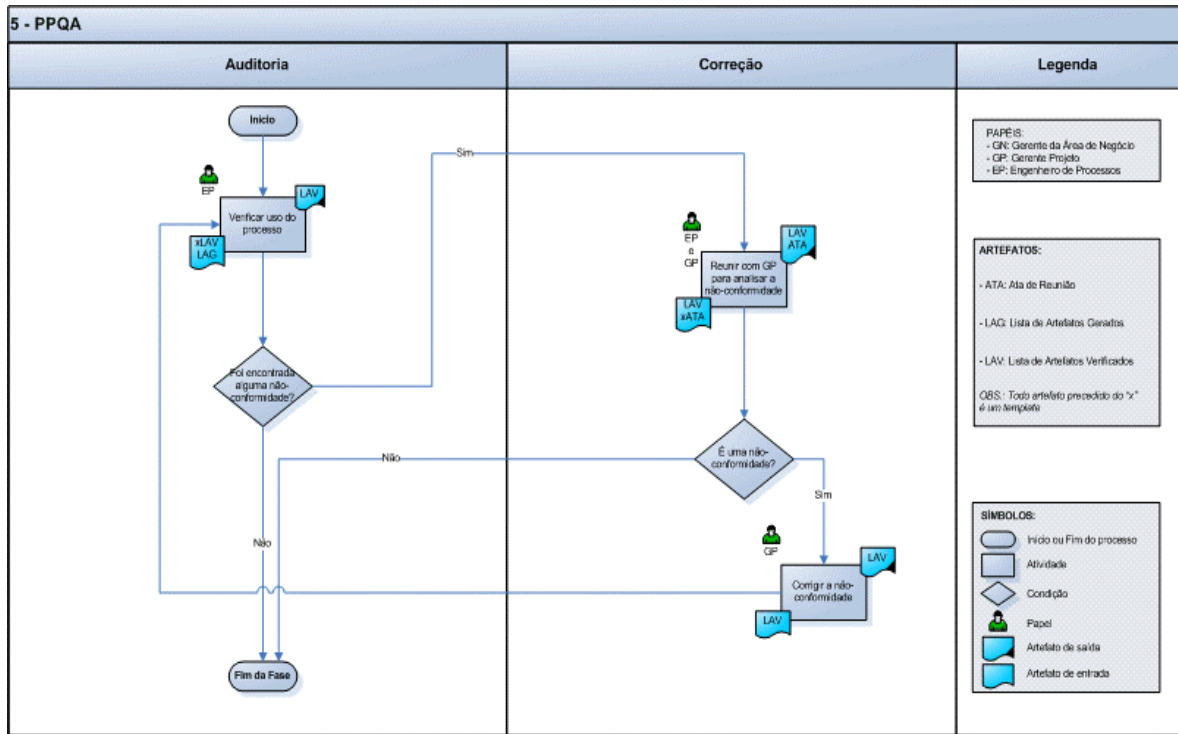 5 - PPQA
Auditoria
Correção
Legenda
Início
EP
LAV
Verificar uso do
processo
xLAV
LAG
Foi encontrada
alguma não-
conformidade?
Sim
Não
Fim da Fase
EP
e
GP
LAV
ATA
Reunir com GP
para analisar a
não-conformidade
LAV
xATA
É uma não-
conformidade?
Não
Sim
GP
LAV
Corrigir a não-
conformidade
LAV
PAPÉIS:
- GN: Gerente da Área de Negócio
- GP: Gerente Projeto
- EP: Engenheiro de Processos
ARTEFATOS:
- ATA: Ata de Reunião
- LAG: Lista de Artefatos Gerados
- LAV: Lista de Artefatos Verificados
OBS.: Todo artefato precedido do "x"
é um template
SÍMBOLOS:
Início ou Fim do processo
Atividade
Condição
Papel
Artefato de saída
Artefato de entrada